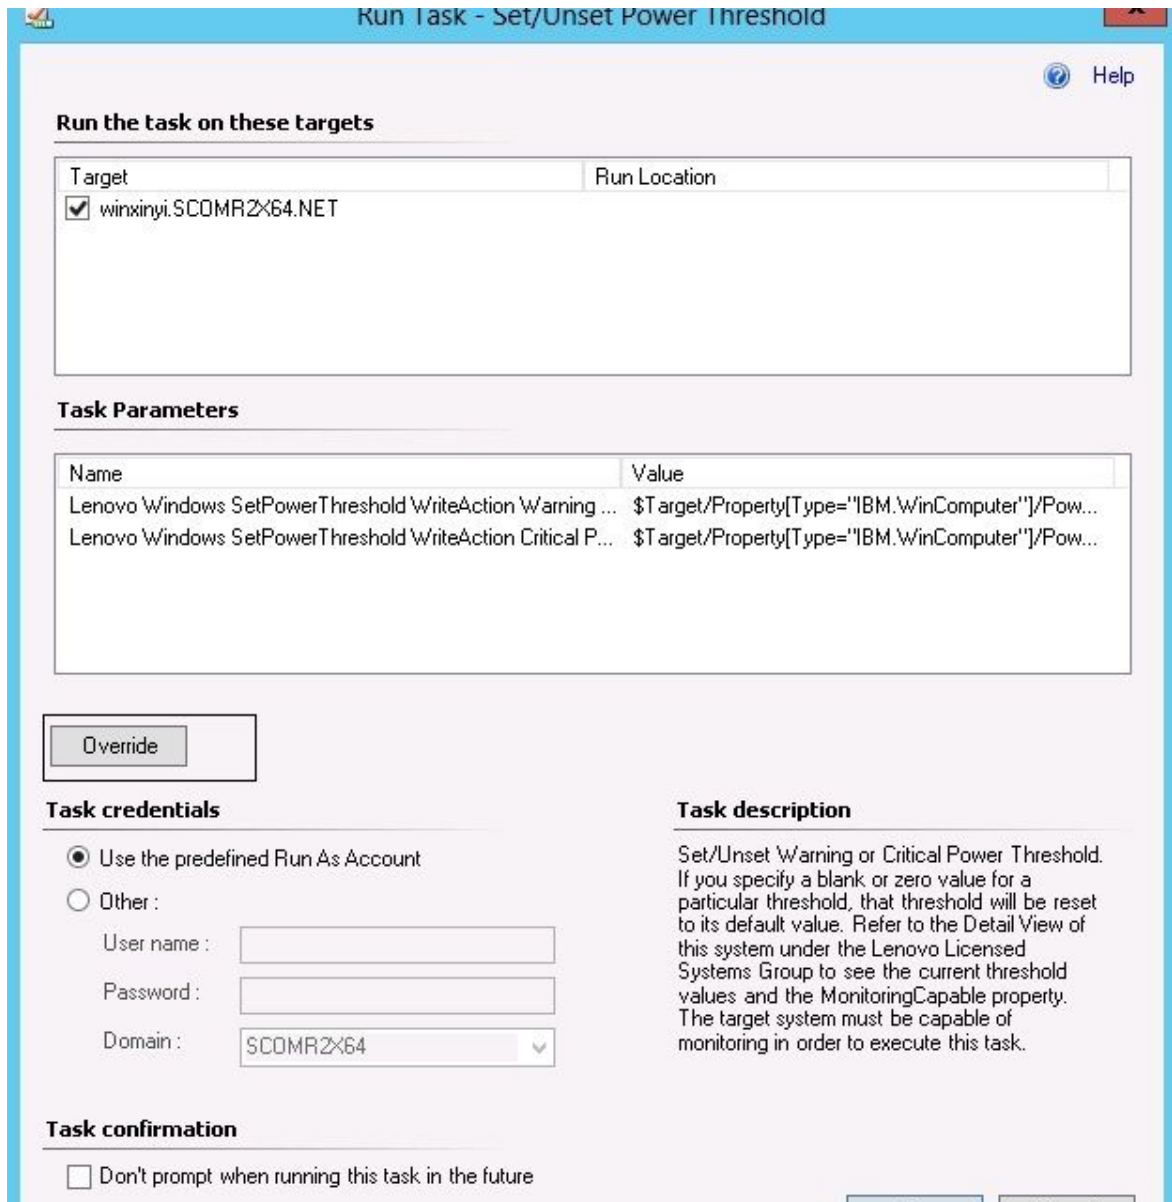 Run Task - Set/Unset Power Threshold
Help
Run the task on these targets
Target Run Location
winxinyi.SCOMR2X64.NET
Task Parameters
Name Value
Lenovo Windows SetPowerThreshold WriteAction Warning ... $Target/Property[Type="IBM.WinComputer"]/Pow...
Lenovo Windows SetPowerThreshold WriteAction Critical P... $Target/Property[Type="IBM.WinComputer"]/Pow...
Override
Task credentials
Use the predefined Run As Account
Other :
User name :
Password :
Domain : SCOMR2X64
Task description
Set/Unset Warning or Critical Power Threshold.
If you specify a blank or zero value for a
particular threshold, that threshold will be reset
to its default value. Refer to the Detail View of
this system under the Lenovo Licensed
Systems Group to see the current threshold
values and the MonitoringCapable property.
The target system must be capable of
monitoring in order to execute this task.
Task confirmation
Don't prompt when running this task in the future